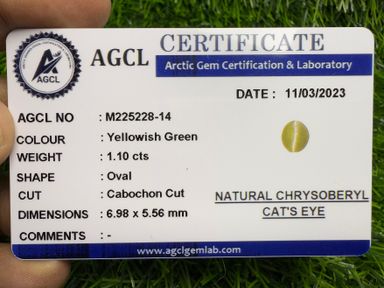 AGCL
AGCL CERTIFICATE
Arctic Gem Certification & Laboratory
DATE : 11/03/2023
AGCL NO : M225228-14
COLOUR : Yellowish Green
WEIGHT : 1.10 cts
SHAPE : Oval
CUT : Cabochon Cut
DIMENSIONS : 6.98 x 5.56 mm
COMMENTS : -
NATURAL CHRYSOBERYL
CAT'S EYE
www.agclgemlab.com